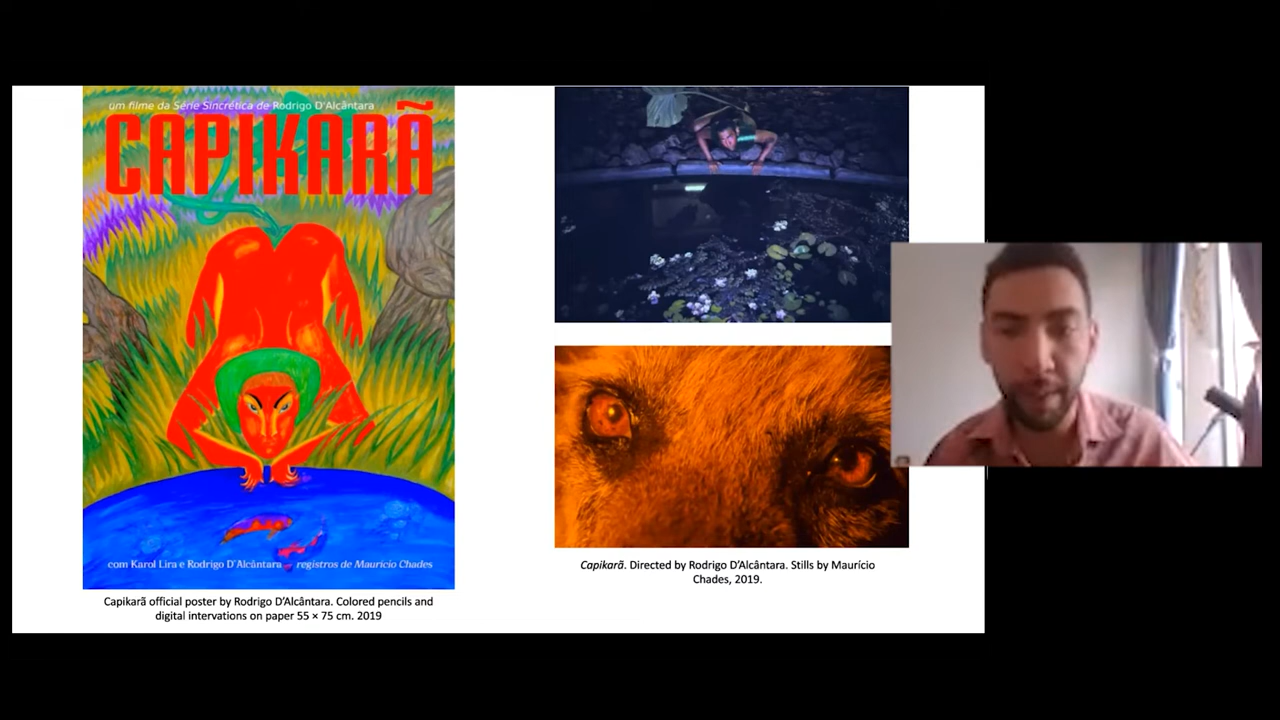 um filme da Série Sincrética de Rodrigo D'Alcântara
CAPIKARÃ
com Karol Lira e Rodrigo D'Alcântara registros de Maurício Chades
Capikarã official poster by Rodrigo D'Alcântara. Colored pencils and
digital intervations on paper 55 × 75 cm. 2019
Capikarã. Directed by Rodrigo D'Alcântara. Stills by Maurício
Chades, 2019.